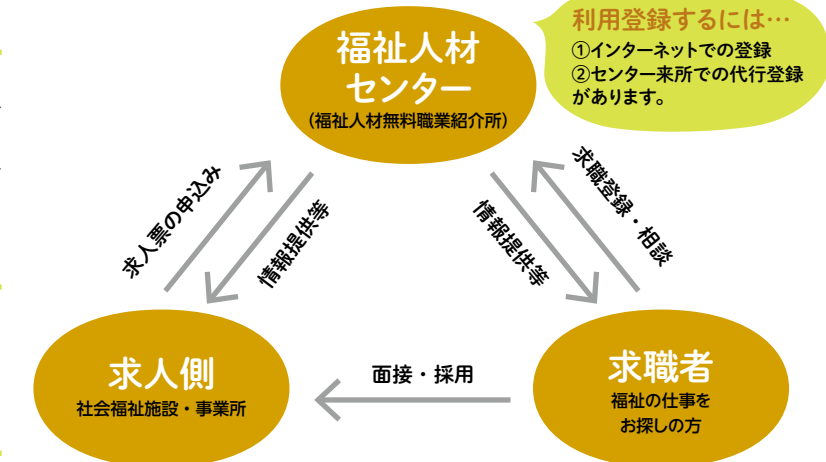 利用登録するには…
①インターネットでの登録
②センター来所での代行登録
があります。
福祉人材
センター
(福祉人材無料職業紹介所)
求人票の申込み
情報提供等
情報提供等
求職登録・相談
求人側
社会福祉施設・事業所
面接・採用
求職者
福祉の仕事を
お探しの方